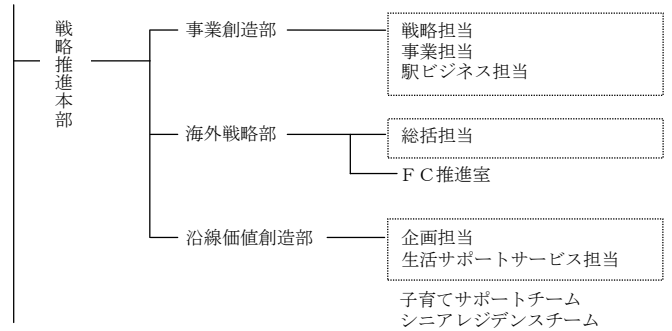 戦略推進本部
事業創造部
戦略担当
事業担当
駅ビジネス担当
海外戦略部
総括担当
ＦＣ推進室
沿線価値創造部
企画担当
生活サポートサービス担当
子育てサポートチーム
シニアレジデンスチーム